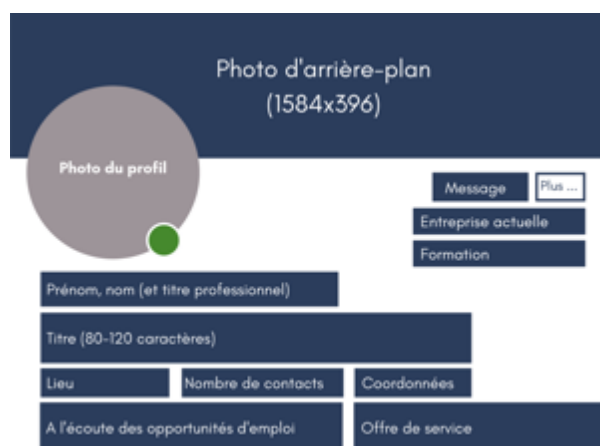 Photo d'arrière-plan
(1584x396)
Photo du profil
Message
Plus ...
Entreprise actuelle
Formation
Prénom, nom (et titre professionnel)
Titre (80-120 caractères)
Lieu
Nombre de contacts
Coordonnées
A l'écoute des opportunités d'emploi
Offre de service